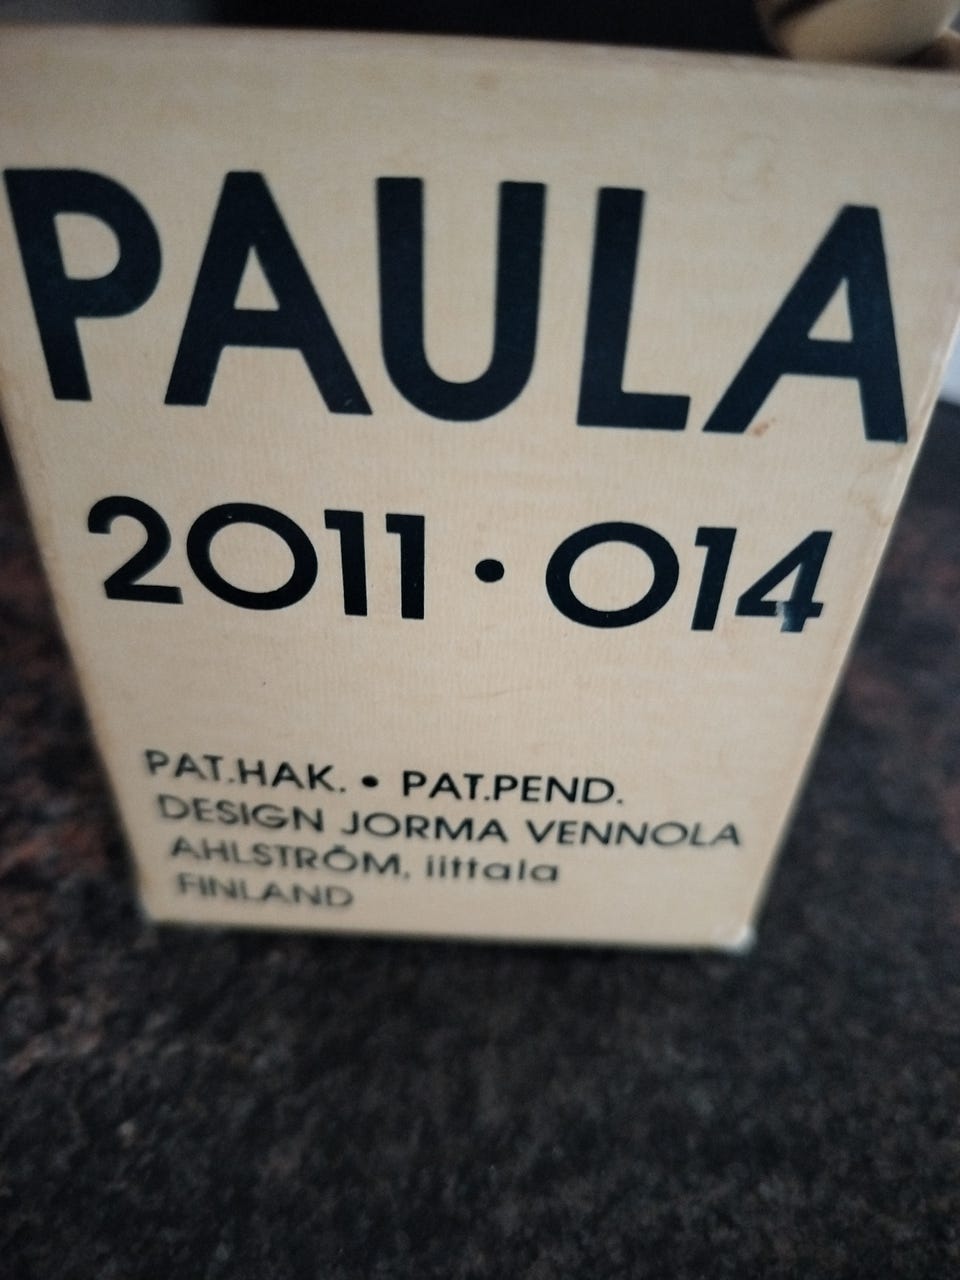 PAULA
2011·014
PAT.HAK. • PAT.PEND.
DESIGN JORMA VENNOLA
AHLSTRÖM, iittala
FINLAND